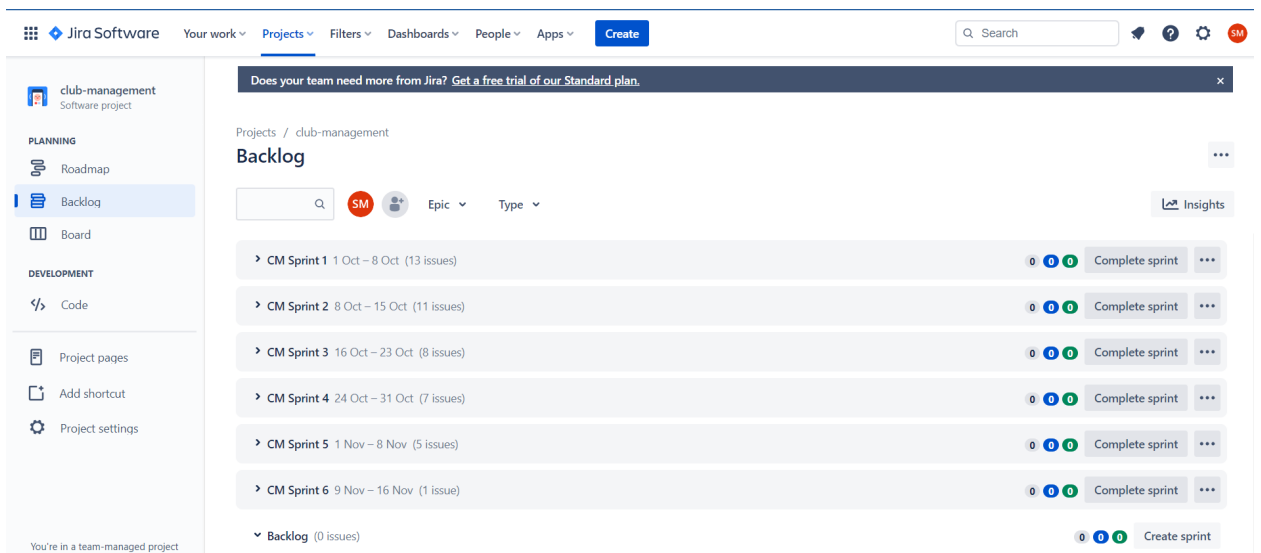 Jira Software Your work Projects Filters Dashboards People Apps Create Search SM
club-management
Software project
Does your team need more from Jira? Get a free trial of our Standard plan. ×
PLANNING
Roadmap
Backlog
Board
DEVELOPMENT
Code
Project pages
Add shortcut
Project settings
You're in a team-managed project
Projects / club-management
Backlog
SM Epic Type Insights
CM Sprint 1 1 Oct – 8 Oct (13 issues) 0 0 0 Complete sprint
CM Sprint 2 8 Oct – 15 Oct (11 issues) 0 0 0 Complete sprint
CM Sprint 3 16 Oct – 23 Oct (8 issues) 0 0 0 Complete sprint
CM Sprint 4 24 Oct – 31 Oct (7 issues) 0 0 0 Complete sprint
CM Sprint 5 1 Nov – 8 Nov (5 issues) 0 0 0 Complete sprint
CM Sprint 6 9 Nov – 16 Nov (1 issue) 0 0 0 Complete sprint
Backlog (0 issues) 0 0 0 Create sprint